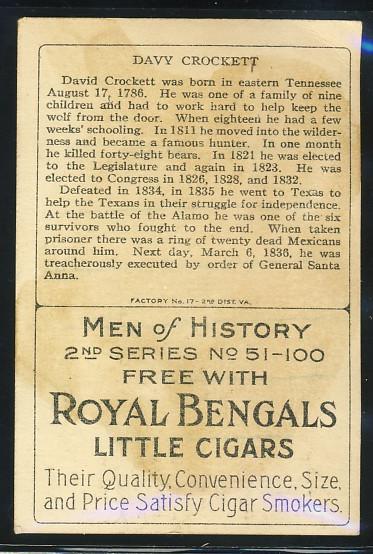 DAVY CROCKETT
David Crockett was born in eastern Tennessee
August 17, 1786. He was one of a family of nine
children and had to work hard to help keep the
wolf from the door. When eighteen he had a few
weeks' schooling. In 1811 he moved into the wilder-
ness and became a famous hunter. In one month
he killed forty-eight bears. In 1821 he was elected
to the Legislature and again in 1823. He was
elected to Congress in 1826, 1828, and 1832.
Defeated in 1834, in 1835 he went to Texas to
help the Texans in their struggle for independence.
At the battle of the Alamo he was one of the six
survivors who fought to the end. When taken
prisoner there was a ring of twenty dead Mexicans
around him. Next day, March 6, 1836, he was
treacherously executed by order of General Santa
Anna.
FACTORY No. 17 - 2ND DIST. VA.
MEN of HISTORY
2ND SERIES No 51-100
FREE WITH
ROYAL BENGALS
LITTLE CIGARS
Their Quality, Convenience, Size,
and Price Satisfy Cigar Smokers.